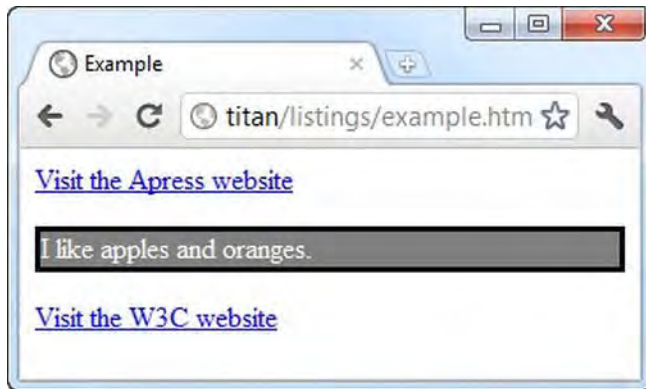 Example
titan/listings/example.htm
Visit the Apress website
I like apples and oranges.
Visit the W3C website